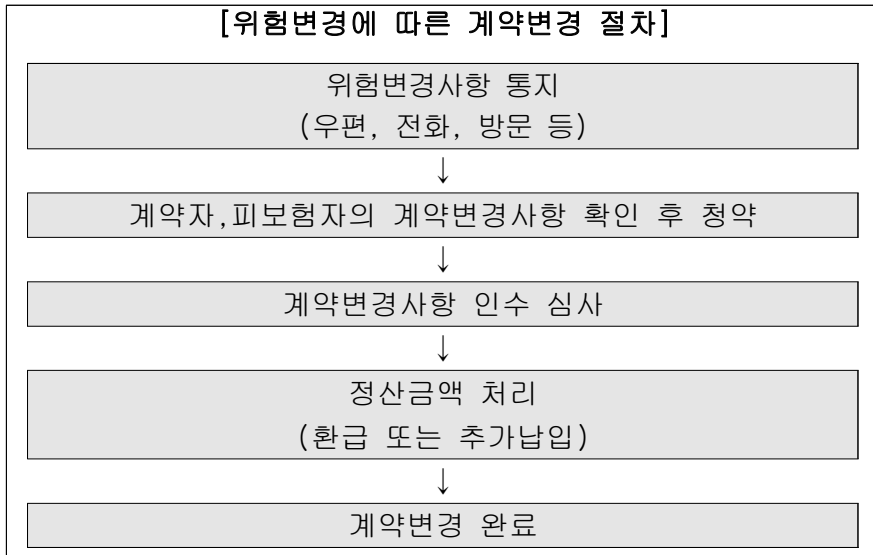 [위험변경에 따른 계약변경 절차]
위험변경사항 통지
(우편, 전화, 방문 등)
↓
계약자,피보험자의 계약변경사항 확인 후 청약
↓
계약변경사항 인수 심사
↓
정산금액 처리
(환급 또는 추가납입)
↓
계약변경 완료